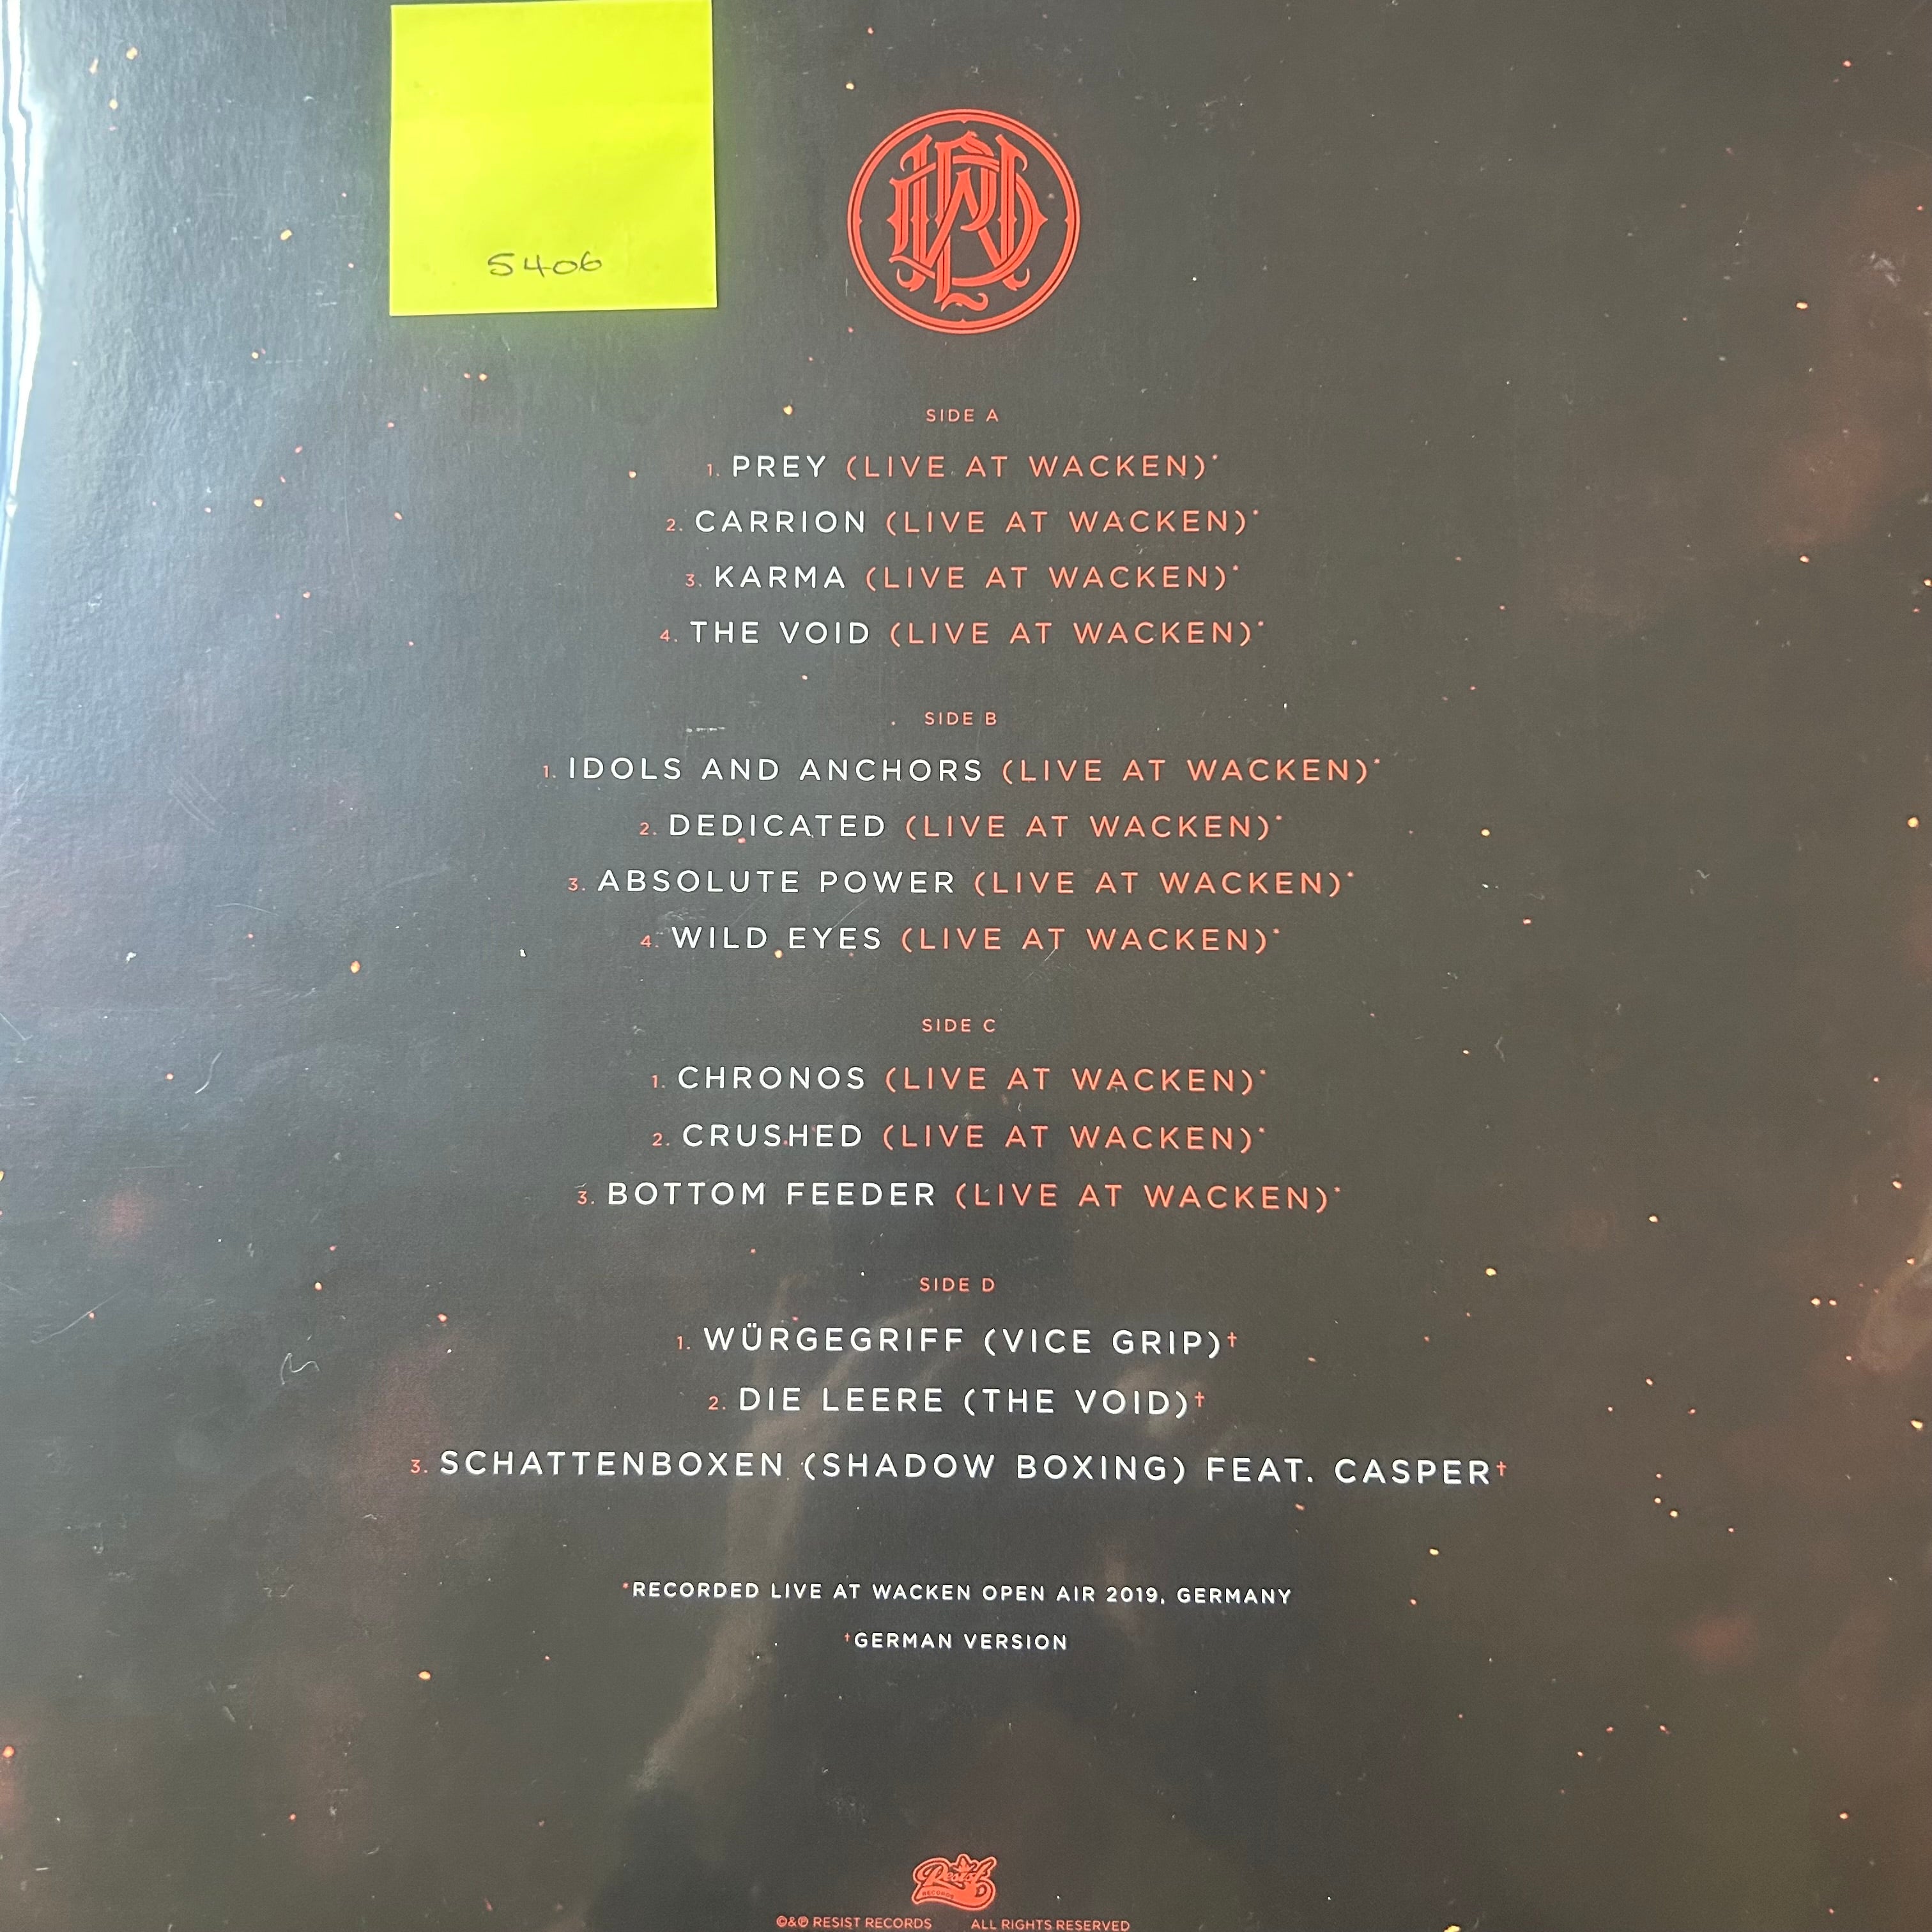 5406
SIDE A
1. PREY (LIVE AT WACKEN)*
2. CARRION (LIVE AT WACKEN)*
3. KARMA (LIVE AT WACKEN)*
4. THE VOID (LIVE AT WACKEN)*
SIDE B
1. IDOLS AND ANCHORS (LIVE AT WACKEN)*
2. DEDICATED (LIVE AT WACKEN)*
3. ABSOLUTE POWER (LIVE AT WACKEN)*
4. WILD EYES (LIVE AT WACKEN)*
SIDE C
1. CHRONOS (LIVE AT WACKEN)*
2. CRUSHED (LIVE AT WACKEN)*
3. BOTTOM FEEDER (LIVE AT WACKEN)*
SIDE D
1. WÜRGEGRIFF (VICE GRIP)†
2. DIE LEERE (THE VOID)†
3. SCHATTENBOXEN (SHADOW BOXING) FEAT. CASPER†
*RECORDED LIVE AT WACKEN OPEN AIR 2019, GERMANY
†GERMAN VERSION
Resist
RECORDS
©&℗ RESIST RECORDS ALL RIGHTS RESERVED